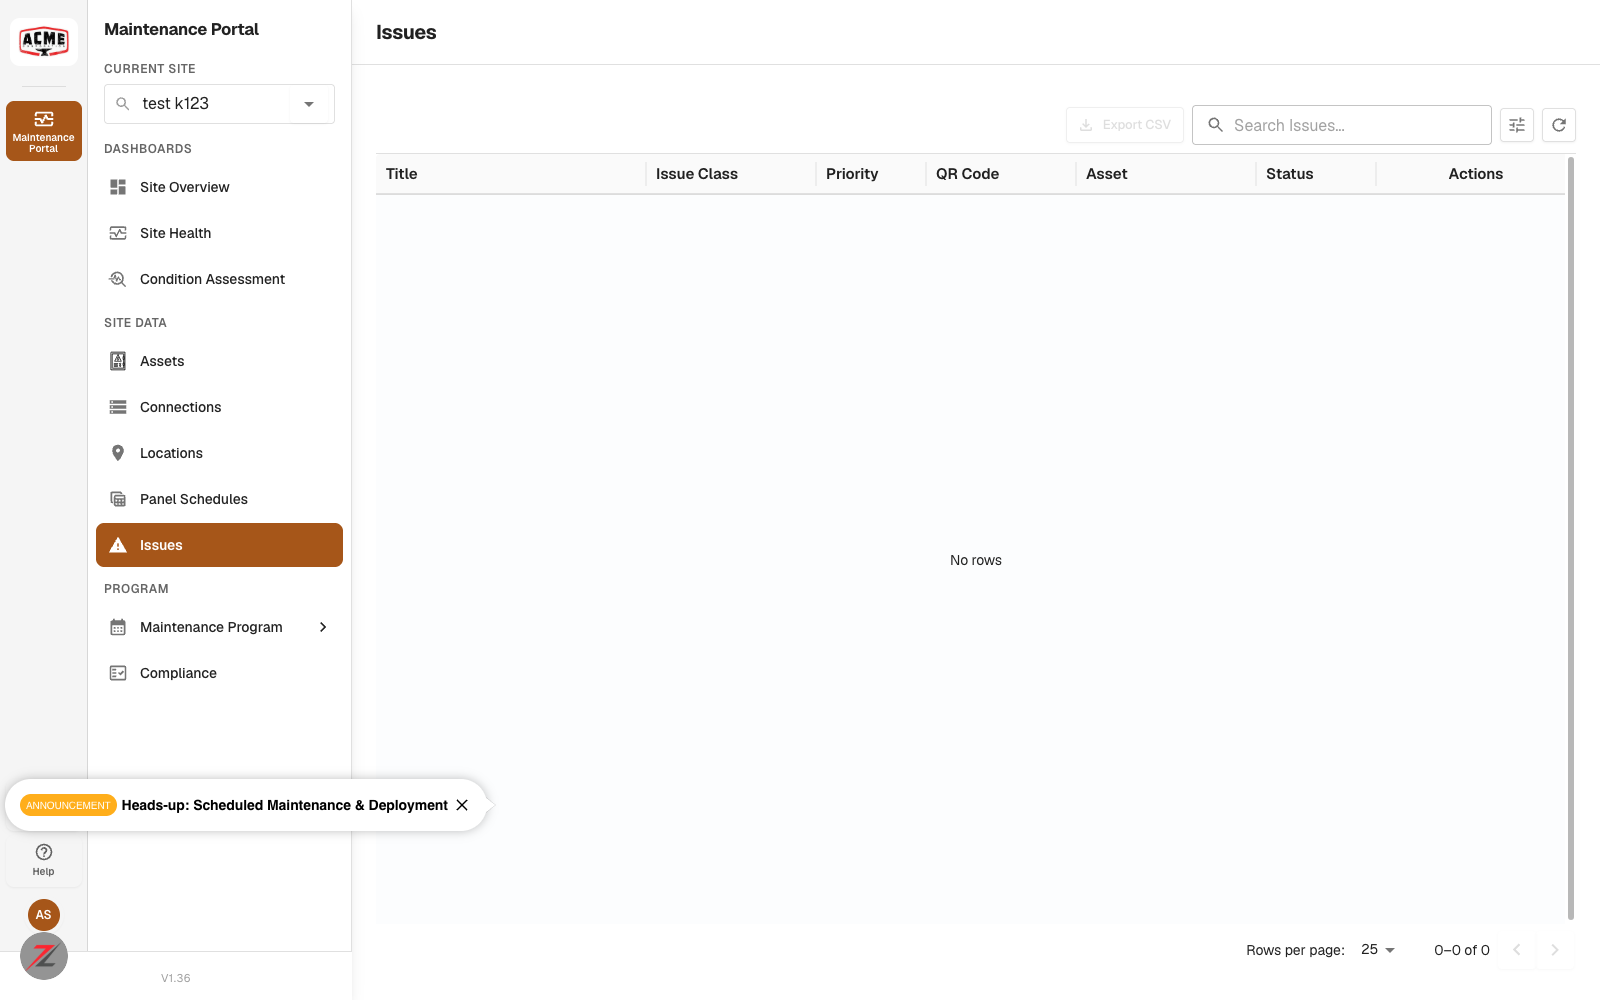 ACME
Maintenance
Portal
Help
AS
Maintenance Portal
CURRENT SITE
test k123
DASHBOARDS
Site Overview
Site Health
Condition Assessment
SITE DATA
Assets
Connections
Locations
Panel Schedules
Issues
PROGRAM
Maintenance Program
Compliance
ANNOUNCEMENT Heads-up: Scheduled Maintenance & Deployment
V1.36
Issues
Export CSV
Search Issues...
Title Issue Class Priority QR Code Asset Status Actions
No rows
Rows per page: 25 0–0 of 0